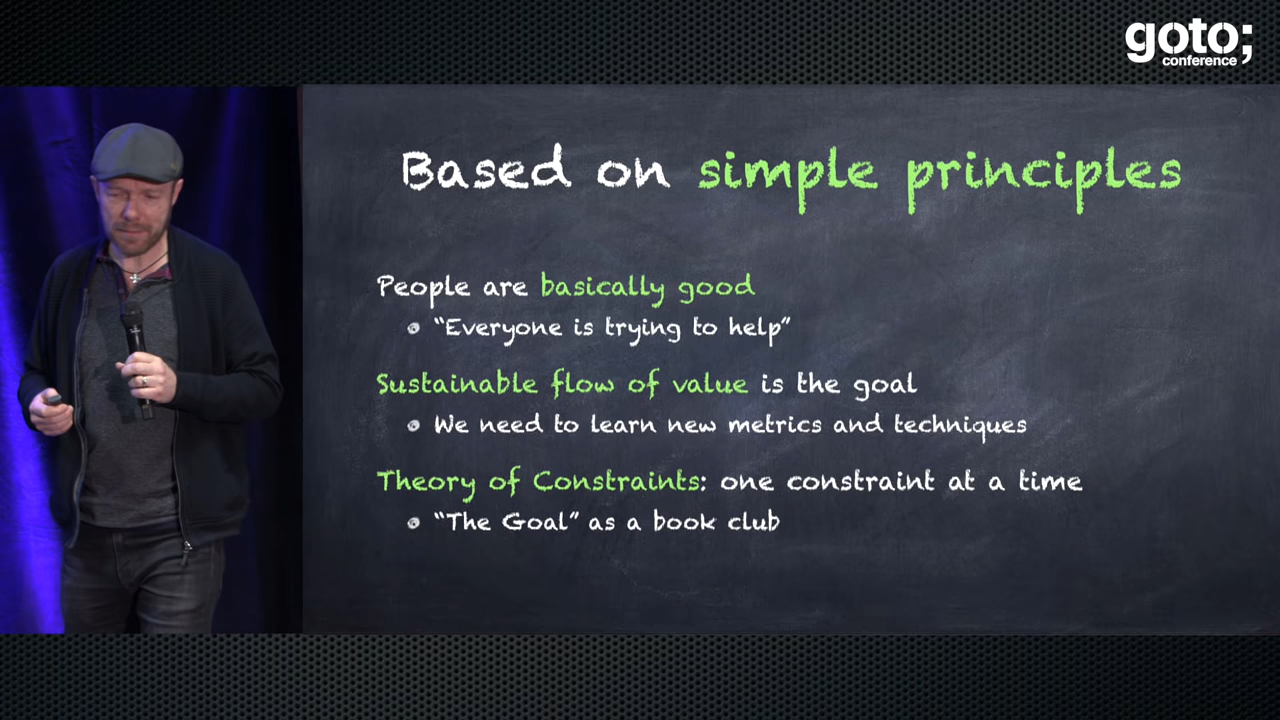 goto;
conference
Based on simple principles
People are basically good
• “Everyone is trying to help”
Sustainable flow of value is the goal
• We need to learn new metrics and techniques
Theory of Constraints: one constraint at a time
• “The Goal” as a book club